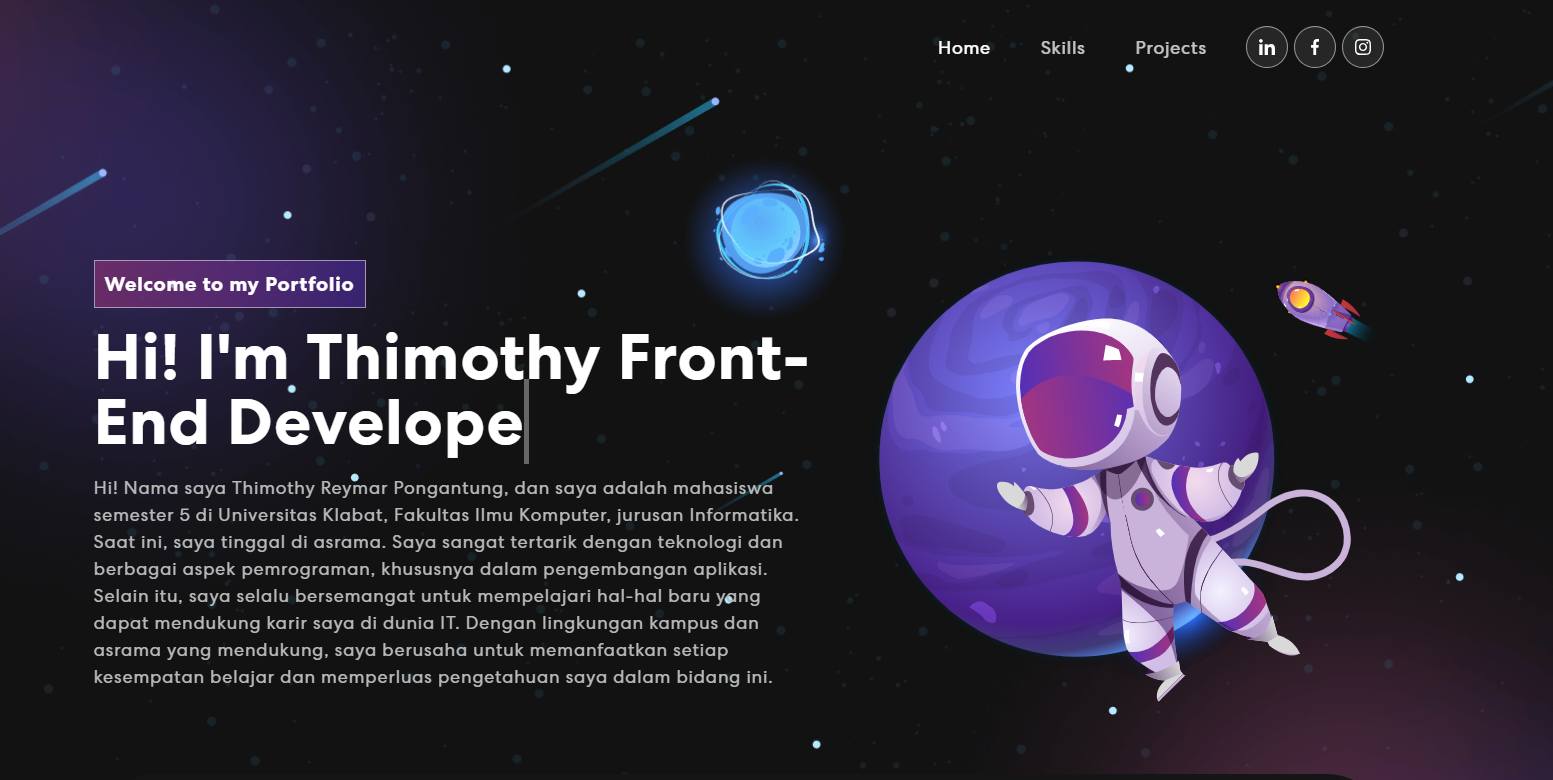 Home Skills Projects in f
Welcome to my Portfolio
Hi! I'm Thimothy Front-
End Develope
Hi! Nama saya Thimothy Reymar Pongantung, dan saya adalah mahasiswa
semester 5 di Universitas Klabat, Fakultas Ilmu Komputer, jurusan Informatika.
Saat ini, saya tinggal di asrama. Saya sangat tertarik dengan teknologi dan
berbagai aspek pemrograman, khususnya dalam pengembangan aplikasi.
Selain itu, saya selalu bersemangat untuk mempelajari hal-hal baru yang
dapat mendukung karir saya di dunia IT. Dengan lingkungan kampus dan
asrama yang mendukung, saya berusaha untuk memanfaatkan setiap
kesempatan belajar dan memperluas pengetahuan saya dalam bidang ini.